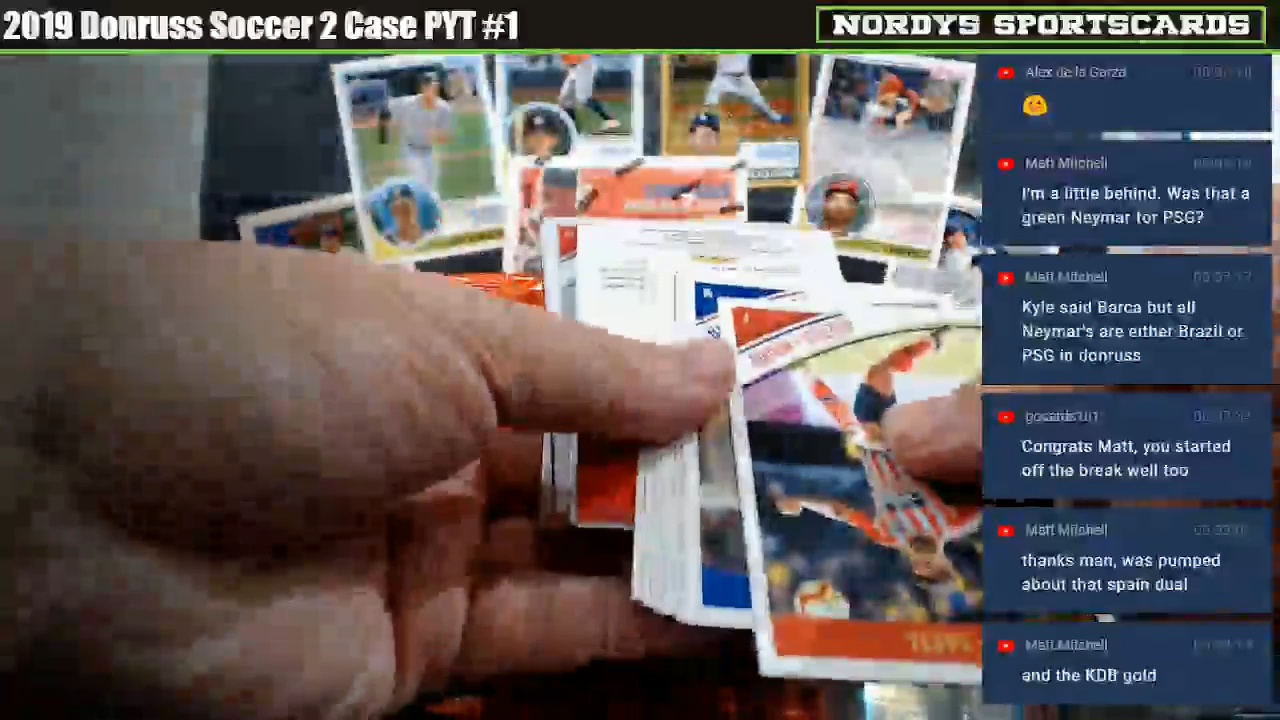 2019 Donruss Soccer 2 Case PYT #1
NORDYS SPORTSCARDS
Alex de la Garza
Matt Mitchell
I'm a little behind. Was that a
green Neymar for PSG?
Matt Mitchell
Kyle said Barca but all
Neymar's are either Brazil or
PSG in donruss
Congrats Matt, you started
off the break well too
Matt Mitchell
thanks man, was pumped
about that spain dual
Matt Mitchell
and the KDB gold